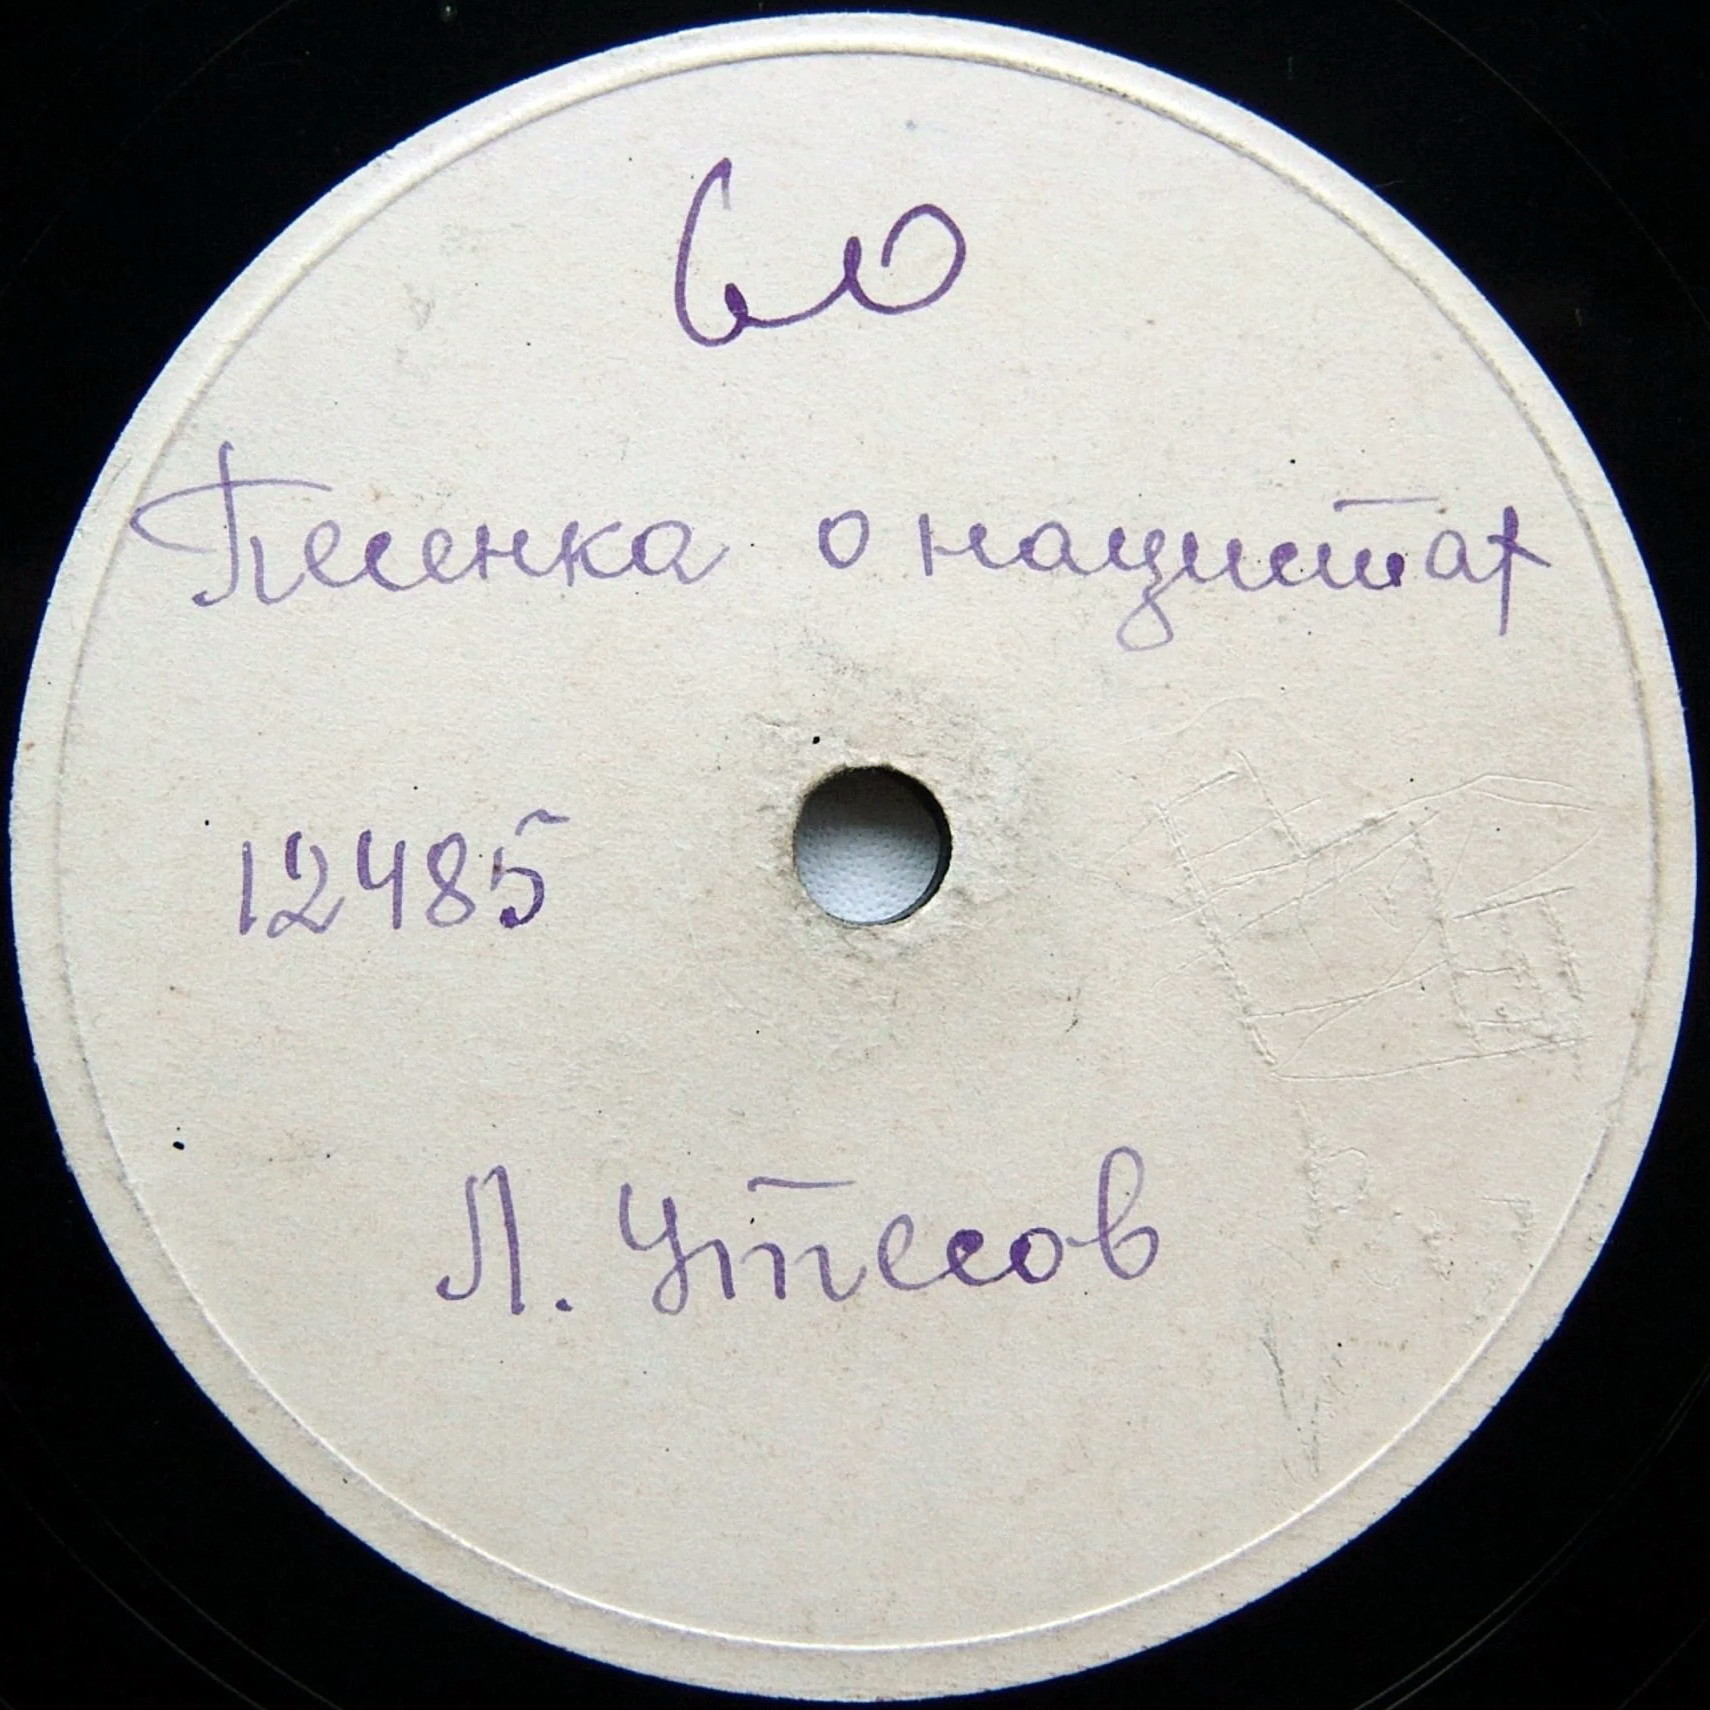 60
Песенка о нацистах
12485
Л. Утесов